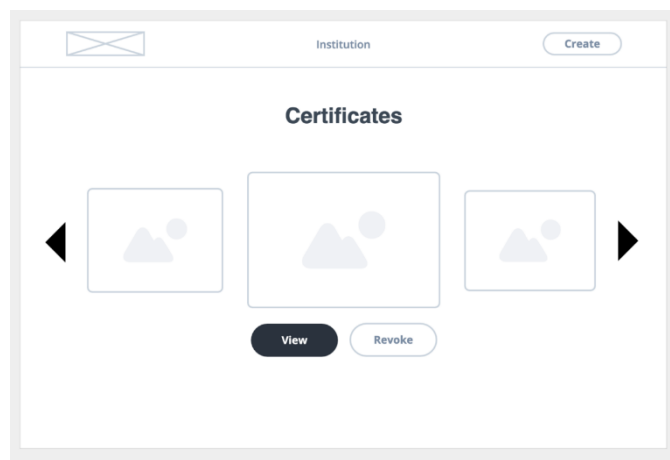 Institution
Create
Certificates
View
Revoke